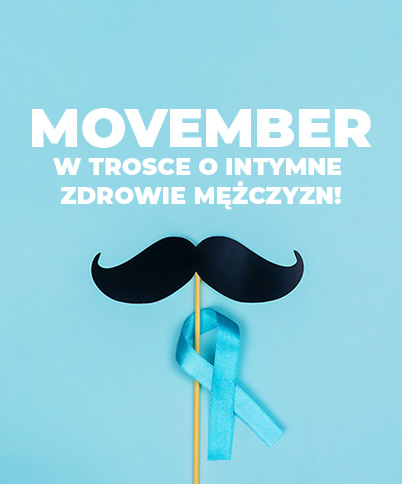 MOVEMBER
W TROSCE O INTYMNE
ZDROWIE MĘŻCZYZN!